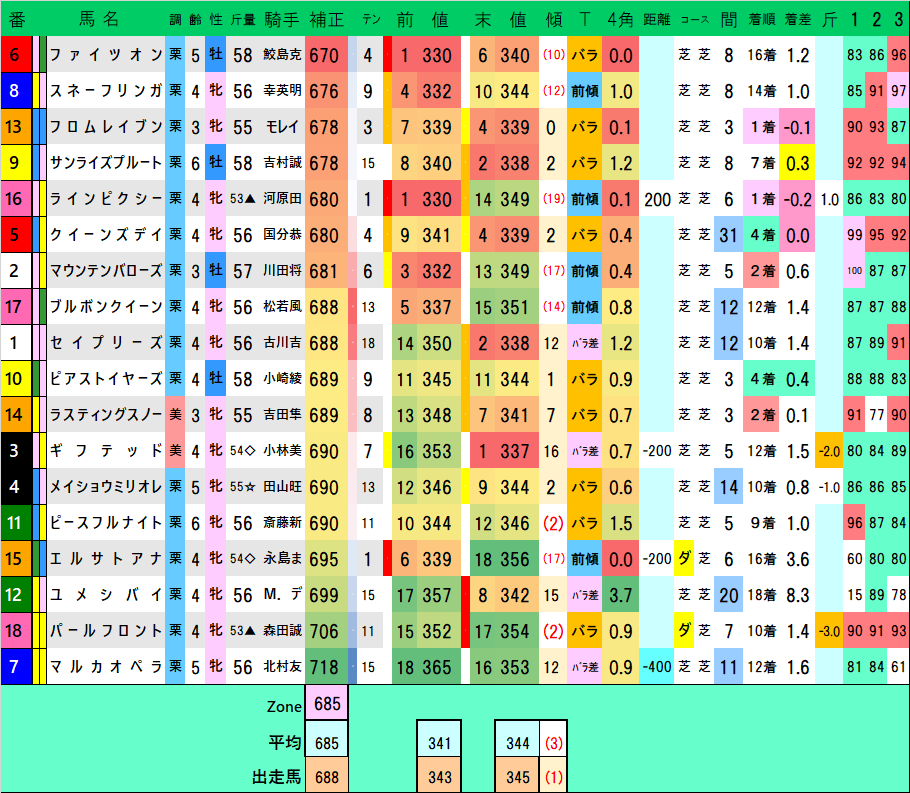 番 馬名 調 齢 性 斤量 騎手 補正 テン 前 値 末 値 傾 T 4角 距離 コース 間 着順 着差 斤 1 2 3
6 ファイツオン 栗 5 牡 58 鮫島克 670 4 1 330 6 340 (10) バラ 0.0 芝 芝 8 16着 1.2 83 86 96
8 スネーフリンガ 栗 4 牝 56 幸英明 676 9 4 332 10 344 (12) 前傾 1.0 芝 芝 8 14着 1.0 85 91 97
13 フロムレイブン 栗 3 牝 55 モレイ 678 3 7 339 4 339 0 バラ 0.1 芝 芝 3 1着 -0.1 90 93 87
9 サンライズプルート 栗 6 牡 58 吉村誠 678 15 8 340 2 338 2 バラ 1.2 芝 芝 8 7着 0.3 92 92 94
16 ラインピクシー 栗 4 牝 53▲ 河原田 680 1 1 330 14 349 (19) 前傾 0.1 200 芝 芝 6 1着 -0.2 1.0 86 83 80
5 クイーンズデイ 栗 4 牝 56 国分恭 680 4 9 341 4 339 2 バラ 0.4 芝 芝 31 4着 0.0 99 95 92
2 マウンテンバローズ 栗 3 牡 57 川田将 681 6 3 332 13 349 (17) 前傾 0.4 芝 芝 5 2着 0.6 100 87 87
17 ブルボンクイーン 栗 4 牝 56 松若風 688 13 5 337 15 351 (14) 前傾 0.8 芝 芝 12 12着 1.4 87 87 88
1 セイプリーズ 栗 4 牝 56 古川吉 688 18 14 350 2 338 12 バラ差 1.2 芝 芝 12 10着 1.4 87 89 91
10 ピアストイヤーズ 栗 4 牡 58 小崎綾 689 9 11 345 11 344 1 バラ 0.9 芝 芝 3 4着 0.4 88 88 83
14 ラスティングスノー 美 3 牝 55 吉田隼 689 8 13 348 7 341 7 バラ 0.7 芝 芝 3 2着 0.1 91 77 90
3 ギフテッド 美 4 牝 54◇ 小林美 690 7 16 353 1 337 16 バラ差 0.7 -200 芝 芝 5 12着 1.5 -2.0 80 84 89
4 メイショウミリオレ 栗 5 牝 55☆ 田山旺 690 13 12 346 9 344 2 バラ 0.6 芝 芝 14 10着 0.8 -1.0 86 86 85
11 ピースフルナイト 栗 6 牝 56 斎藤新 690 11 10 344 12 346 (2) バラ 1.5 芝 芝 5 9着 1.0 96 87 84
15 エルサトアナ 栗 4 牝 54◇ 永島ま 695 1 6 339 18 356 (17) 前傾 0.0 -200 ダ 芝 6 16着 3.6 60 80 80
12 ユメシバイ 栗 4 牝 56 M.デ 699 15 17 357 8 342 15 バラ差 3.7 芝 芝 20 18着 8.3 15 89 78
18 パールフロント 栗 4 牝 53▲ 森田誠 706 11 15 352 17 354 (2) バラ 0.9 ダ 芝 7 10着 1.4 -3.0 90 91 93
7 マルカオペラ 栗 5 牝 56 北村友 718 15 18 365 16 353 12 バラ差 0.9 -400 芝 芝 11 12着 1.6 81 84 61
Zone 685
平均 685 341 344 (3)
出走馬 688 343 345 (1)